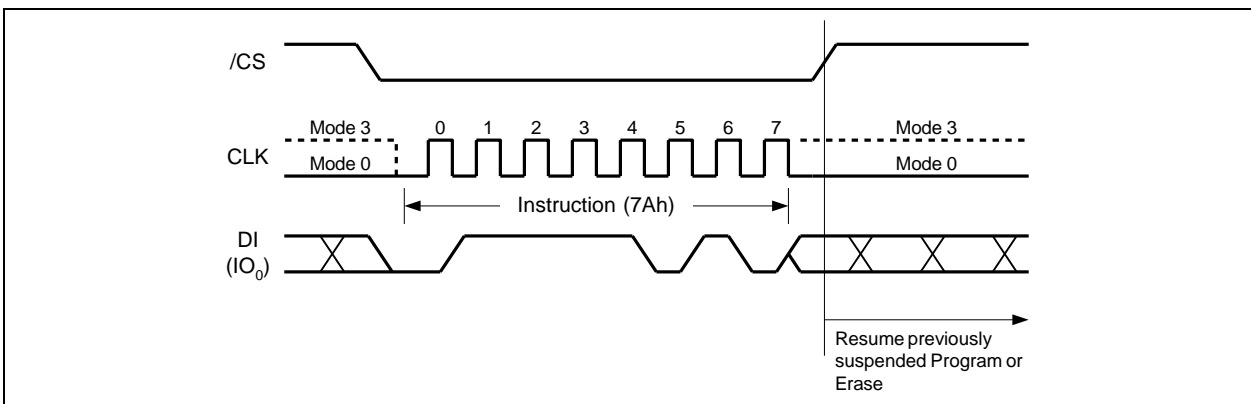 /CS
Mode 3 0 1 2 3 4 5 6 7 Mode 3
CLK
Mode 0 Mode 0
Instruction (7Ah)
DI
(IO0)
Resume previously
suspended Program or
Erase